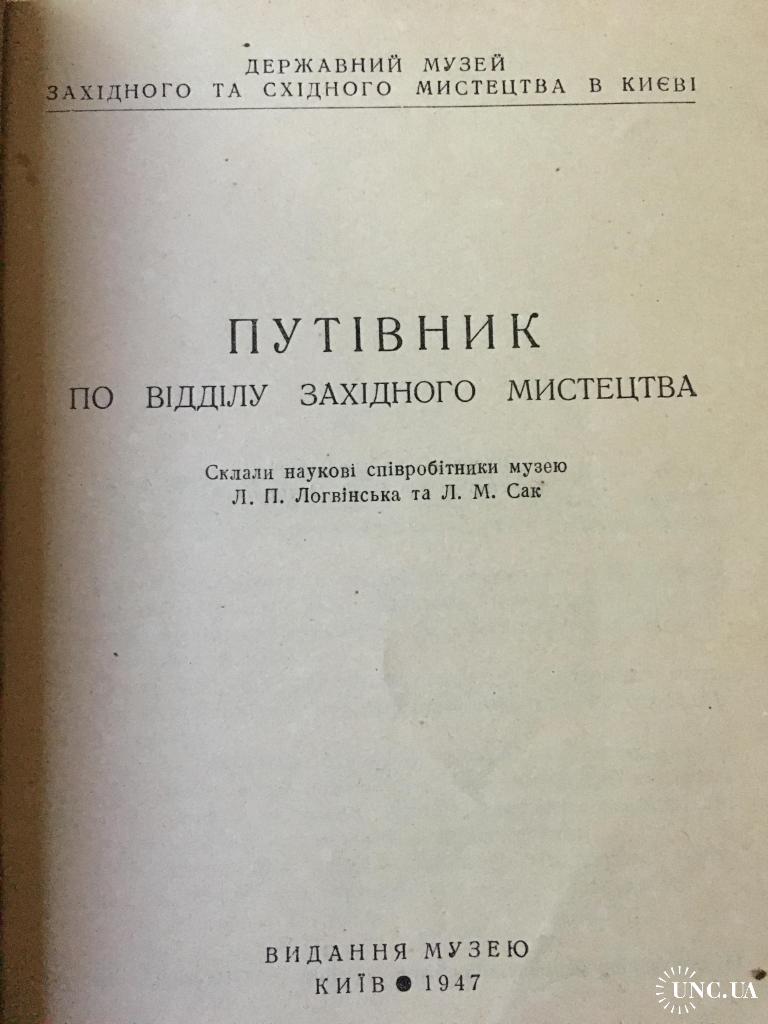 ДЕРЖАВНИЙ МУЗЕЙ
ЗАХІДНОГО ТА СХІДНОГО МИСТЕЦТВА В КИЄВІ
ПУТІВНИК
ПО ВІДДІЛУ ЗАХІДНОГО МИСТЕЦТВА
Склали наукові співробітники музею
Л. П. Логвінська та Л. М. Сак
ВИДАННЯ МУЗЕЮ
КИЇВ ● 1947
UNC.UA